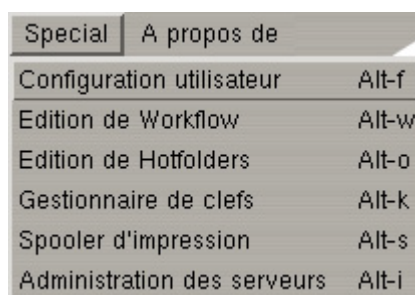 Special A propos de
Configuration utilisateur Alt-f
Edition de Workflow Alt-w
Edition de Hotfolders Alt-o
Gestionnaire de clefs Alt-k
Spooler d'impression Alt-s
Administration des serveurs Alt-i